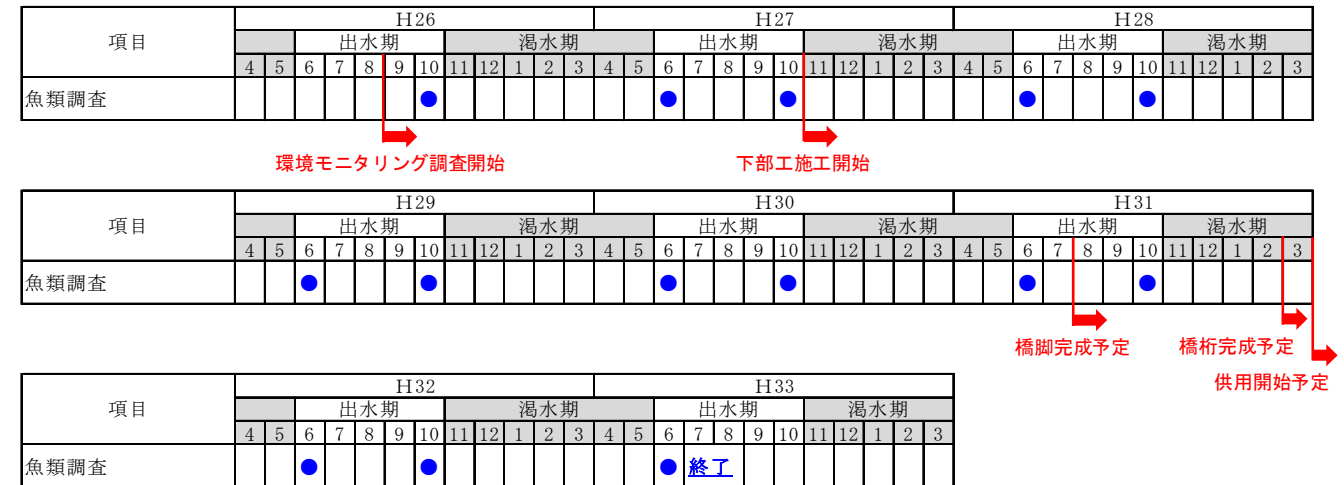 項目 H26 H27 H28
出水期 渇水期 出水期 渇水期 出水期 渇水期
4 5 6 7 8 9 10 11 12 1 2 3 4 5 6 7 8 9 10 11 12 1 2 3 4 5 6 7 8 9 10 11 12 1 2 3
魚類調査 ● ● ● ● ●
環境モニタリング調査開始 下部工施工開始
項目 H29 H30 H31
出水期 渇水期 出水期 渇水期 出水期 渇水期
4 5 6 7 8 9 10 11 12 1 2 3 4 5 6 7 8 9 10 11 12 1 2 3 4 5 6 7 8 9 10 11 12 1 2 3
魚類調査 ● ● ● ● ● ●
橋脚完成予定 橋桁完成予定
供用開始予定
項目 H32 H33
出水期 渇水期 出水期 渇水期
4 5 6 7 8 9 10 11 12 1 2 3 4 5 6 7 8 9 10 11 12 1 2 3
魚類調査 ● ● ● 終了